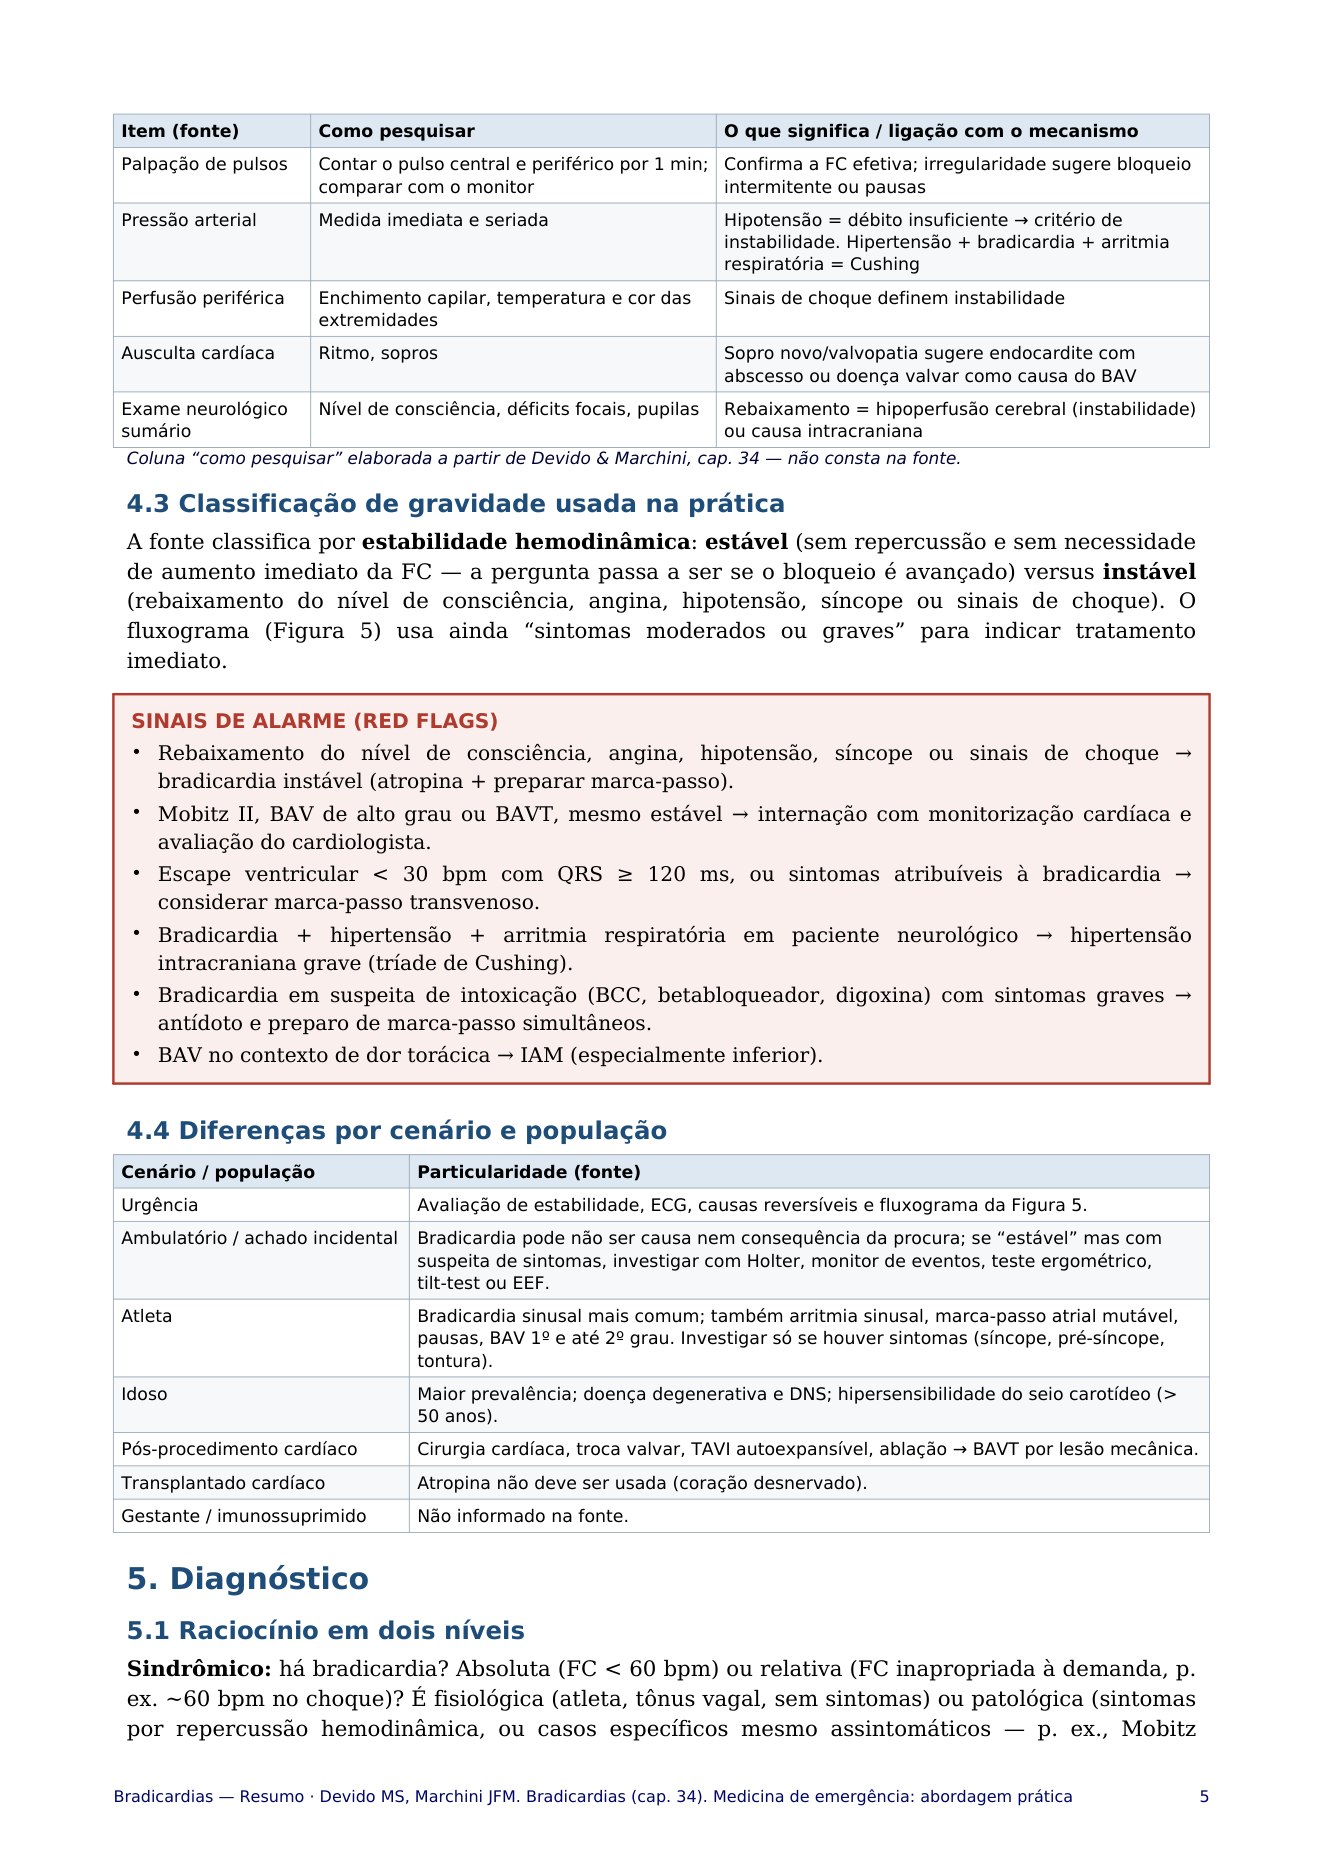 Item (fonte) Como pesquisar O que significa / ligação com o mecanismo
Palpação de pulsos Contar o pulso central e periférico por 1 min; Confirma a FC efetiva; irregularidade sugere bloqueio
comparar com o monitor intermitente ou pausas
Pressão arterial Medida imediata e seriada Hipotensão = débito insuficiente → critério de
instabilidade. Hipertensão + bradicardia + arritmia
respiratória = Cushing
Perfusão periférica Enchimento capilar, temperatura e cor das Sinais de choque definem instabilidade
extremidades
Ausculta cardíaca Ritmo, sopros Sopro novo/valvopatia sugere endocardite com
abscesso ou doença valvar como causa do BAV
Exame neurológico Nível de consciência, déficits focais, pupilas Rebaixamento = hipoperfusão cerebral (instabilidade)
sumário ou causa intracraniana
Coluna “como pesquisar” elaborada a partir de Devido & Marchini, cap. 34 — não consta na fonte.
4.3 Classificação de gravidade usada na prática
A fonte classifica por estabilidade hemodinâmica: estável (sem repercussão e sem necessidade
de aumento imediato da FC — a pergunta passa a ser se o bloqueio é avançado) versus instável
(rebaixamento do nível de consciência, angina, hipotensão, síncope ou sinais de choque). O
fluxograma (Figura 5) usa ainda “sintomas moderados ou graves” para indicar tratamento
imediato.
SINAIS DE ALARME (RED FLAGS)
• Rebaixamento do nível de consciência, angina, hipotensão, síncope ou sinais de choque →
bradicardia instável (atropina + preparar marca-passo).
• Mobitz II, BAV de alto grau ou BAVT, mesmo estável → internação com monitorização cardíaca e
avaliação do cardiologista.
• Escape ventricular < 30 bpm com QRS ≥ 120 ms, ou sintomas atribuíveis à bradicardia →
considerar marca-passo transvenoso.
• Bradicardia + hipertensão + arritmia respiratória em paciente neurológico → hipertensão
intracraniana grave (tríade de Cushing).
• Bradicardia em suspeita de intoxicação (BCC, betabloqueador, digoxina) com sintomas graves →
antídoto e preparo de marca-passo simultâneos.
• BAV no contexto de dor torácica → IAM (especialmente inferior).
4.4 Diferenças por cenário e população
Cenário / população Particularidade (fonte)
Urgência Avaliação de estabilidade, ECG, causas reversíveis e fluxograma da Figura 5.
Ambulatório / achado incidental Bradicardia pode não ser causa nem consequência da procura; se “estável” mas com
suspeita de sintomas, investigar com Holter, monitor de eventos, teste ergométrico,
tilt-test ou EEF.
Atleta Bradicardia sinusal mais comum; também arritmia sinusal, marca-passo atrial mutável,
pausas, BAV 1º e até 2º grau. Investigar só se houver sintomas (síncope, pré-síncope,
tontura).
Idoso Maior prevalência; doença degenerativa e DNS; hipersensibilidade do seio carotídeo (>
50 anos).
Pós-procedimento cardíaco Cirurgia cardíaca, troca valvar, TAVI autoexpansível, ablação → BAVT por lesão mecânica.
Transplantado cardíaco Atropina não deve ser usada (coração desnervado).
Gestante / imunossuprimido Não informado na fonte.
5. Diagnóstico
5.1 Raciocínio em dois níveis
Sindrômico: há bradicardia? Absoluta (FC < 60 bpm) ou relativa (FC inapropriada à demanda, p.
ex. ~60 bpm no choque)? É fisiológica (atleta, tônus vagal, sem sintomas) ou patológica (sintomas
por repercussão hemodinâmica, ou casos específicos mesmo assintomáticos — p. ex., Mobitz
Bradicardias — Resumo · Devido MS, Marchini JFM. Bradicardias (cap. 34). Medicina de emergência: abordagem prática 5